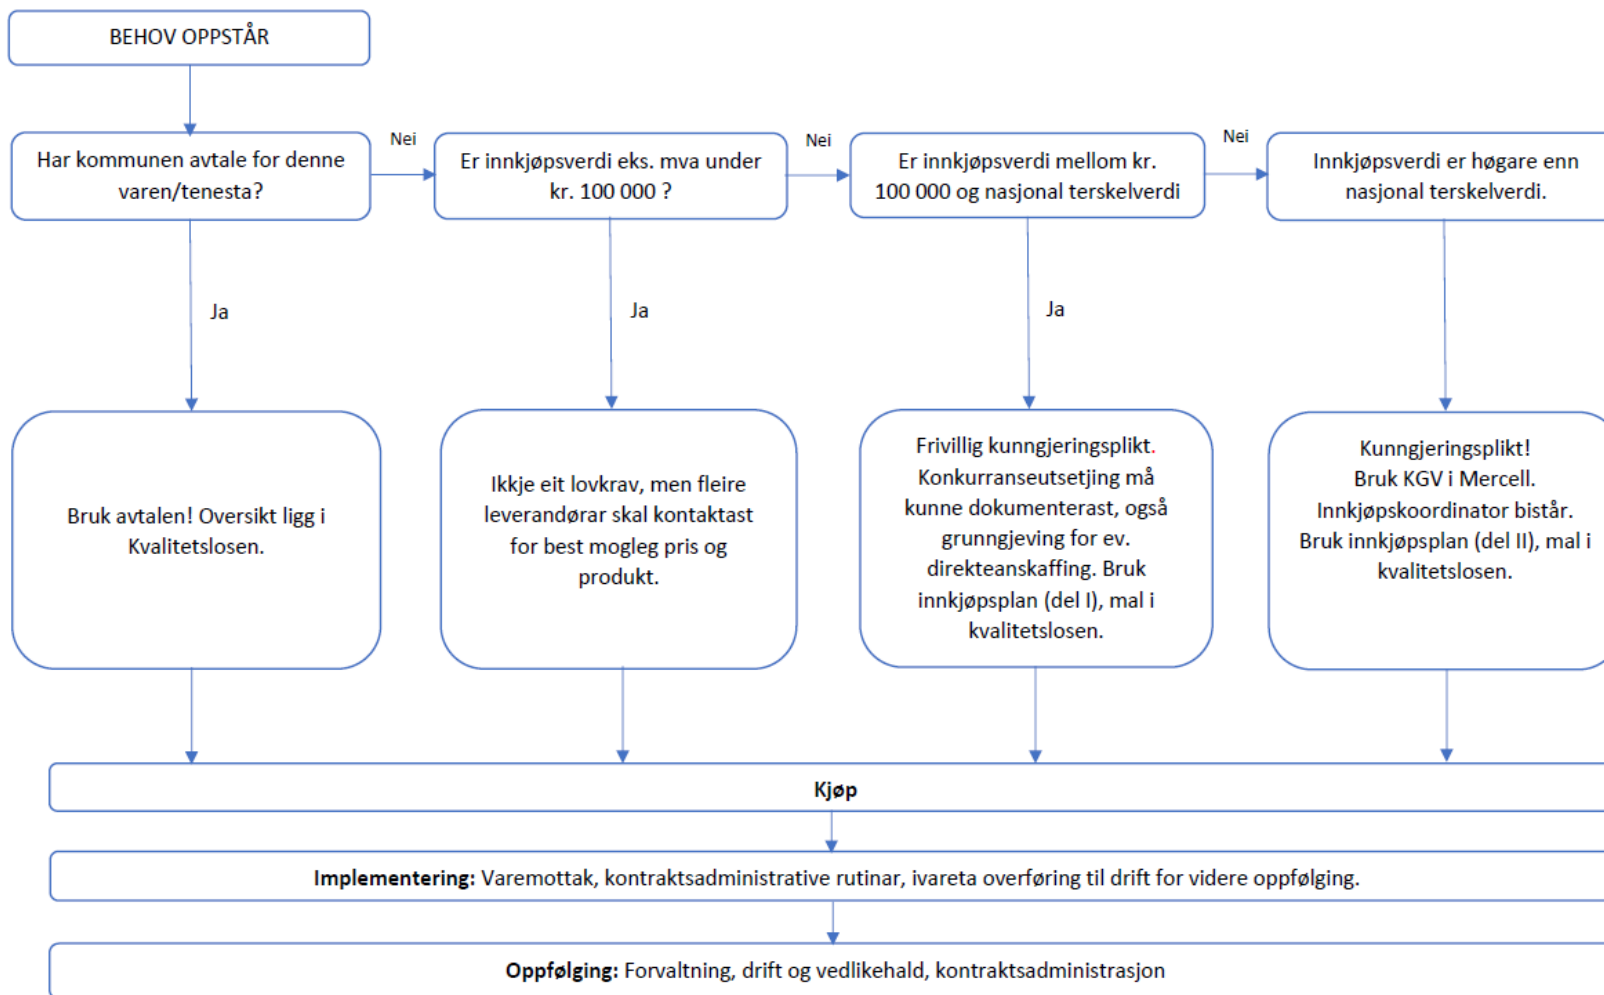 BEHOV OPPSTÅR
Har kommunen avtale for denne
varen/tenesta?
Nei
Er innkjøpsverdi eks. mva under
kr. 100 000 ?
Nei
Er innkjøpsverdi mellom kr.
100 000 og nasjonal terskelverdi
Nei
Innkjøpsverdi er høgare enn
nasjonal terskelverdi.
Ja
Ja
Ja
Bruk avtalen! Oversikt ligg i
Kvalitetslosen.
Ikkje eit lovkrav, men fleire
leverandørar skal kontaktast
for best mogleg pris og
produkt.
Frivillig kunngjeringsplikt.
Konkurranseutsetjing må
kunne dokumenterast, også
grunngjeving for ev.
direkteanskaffing. Bruk
innkjøpsplan (del I), mal i
kvalitetslosen.
Kunngjeringsplikt!
Bruk KGV i Mercell.
Innkjøpskoordinator bistår.
Bruk innkjøpsplan (del II), mal i
kvalitetslosen.
Kjøp
Implementering: Varemottak, kontraktsadministrative rutinar, ivareta overføring til drift for videre oppfølging.
Oppfølging: Forvaltning, drift og vedlikehald, kontraktsadministrasjon